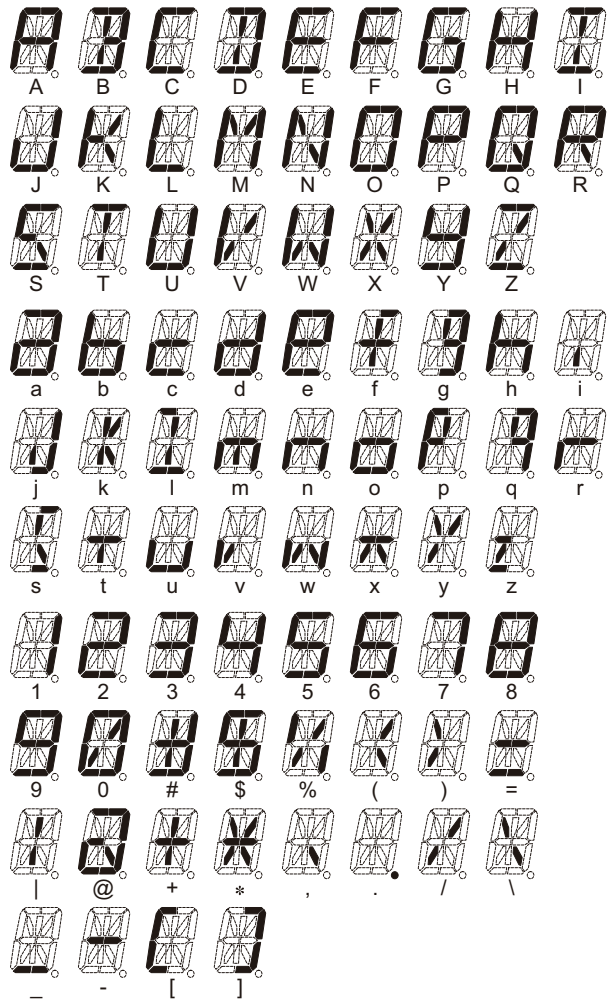 A B C D E F G H I
J K L M N O P Q R
S T U V W X Y Z
a b c d e f g h i
j k l m n o p q r
s t u v w x y z
1 2 3 4 5 6 7 8
9 0 # $ % ( ) =
| @ + * , . / \
_ - [ ]